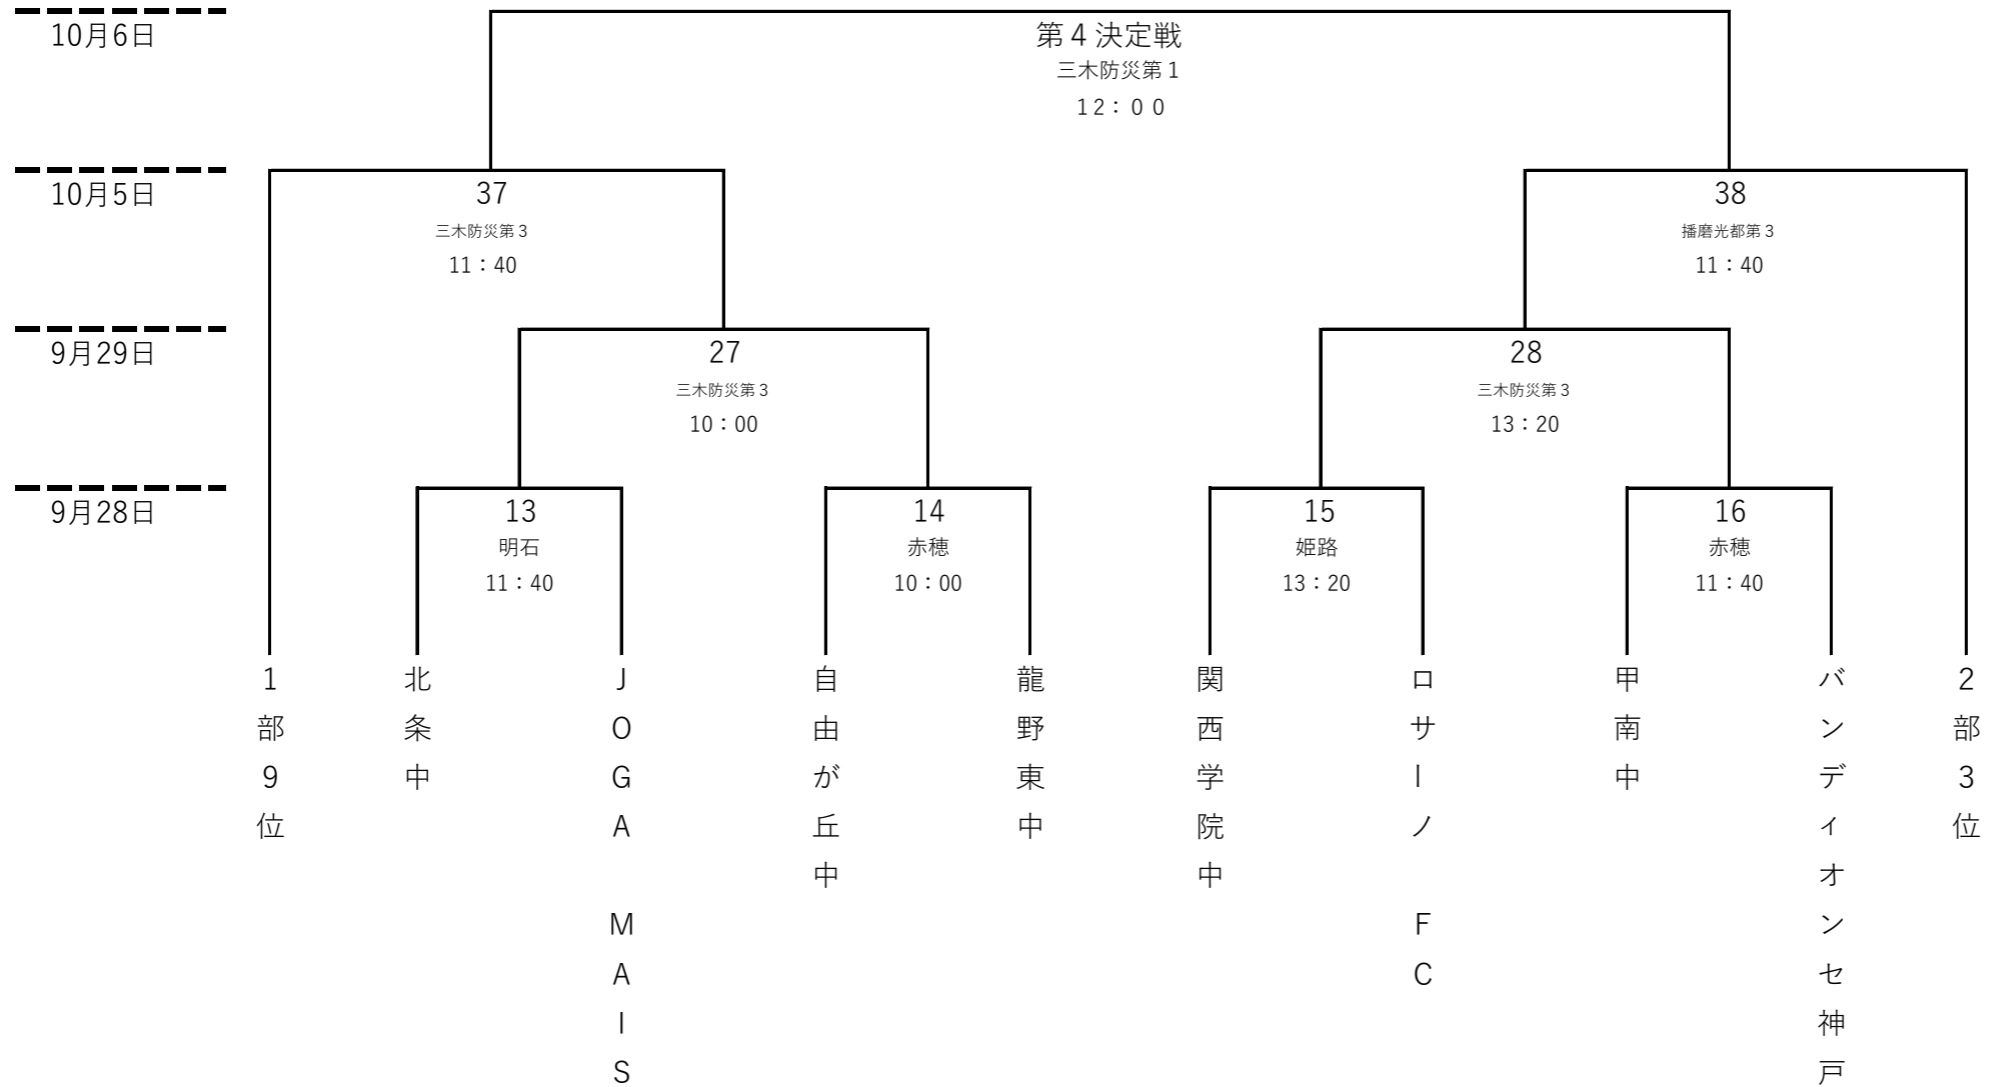 10月6日
第４決定戦
三木防災第１
１２：００
10月5日
37
三木防災第３
11：40
38
播磨光都第３
11：40
9月29日
27
三木防災第３
10：00
28
三木防災第３
13：20
9月28日
13
明石
11：40
14
赤穂
10：00
15
姫路
13：20
16
赤穂
11：40
1部9位
北条中
JOGA MAIS
自由が丘中
龍野東中
関西学院中
ロサーノ FC
甲南中
バンディオンセ神戸
2部3位